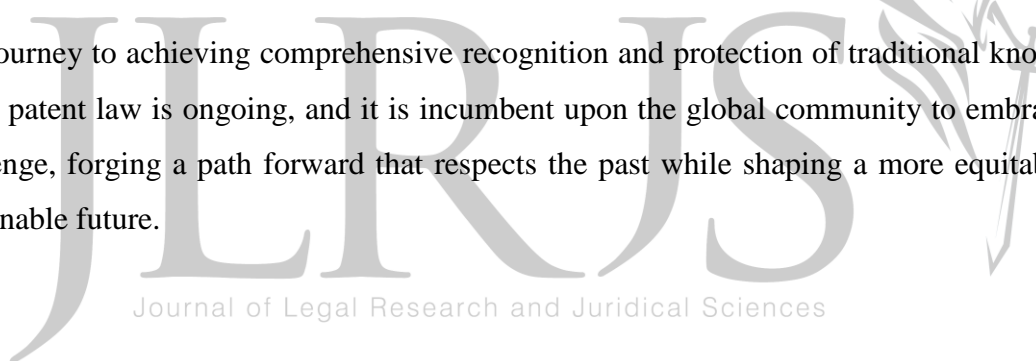 ourney to achieving comprehensive recognition and protection of traditional know
patent law is ongoing, and it is incumbent upon the global community to embra
enge, forging a path forward that respects the past while shaping a more equitab
nable future.
JLRJS
Journal of Legal Research and Juridical Sciences